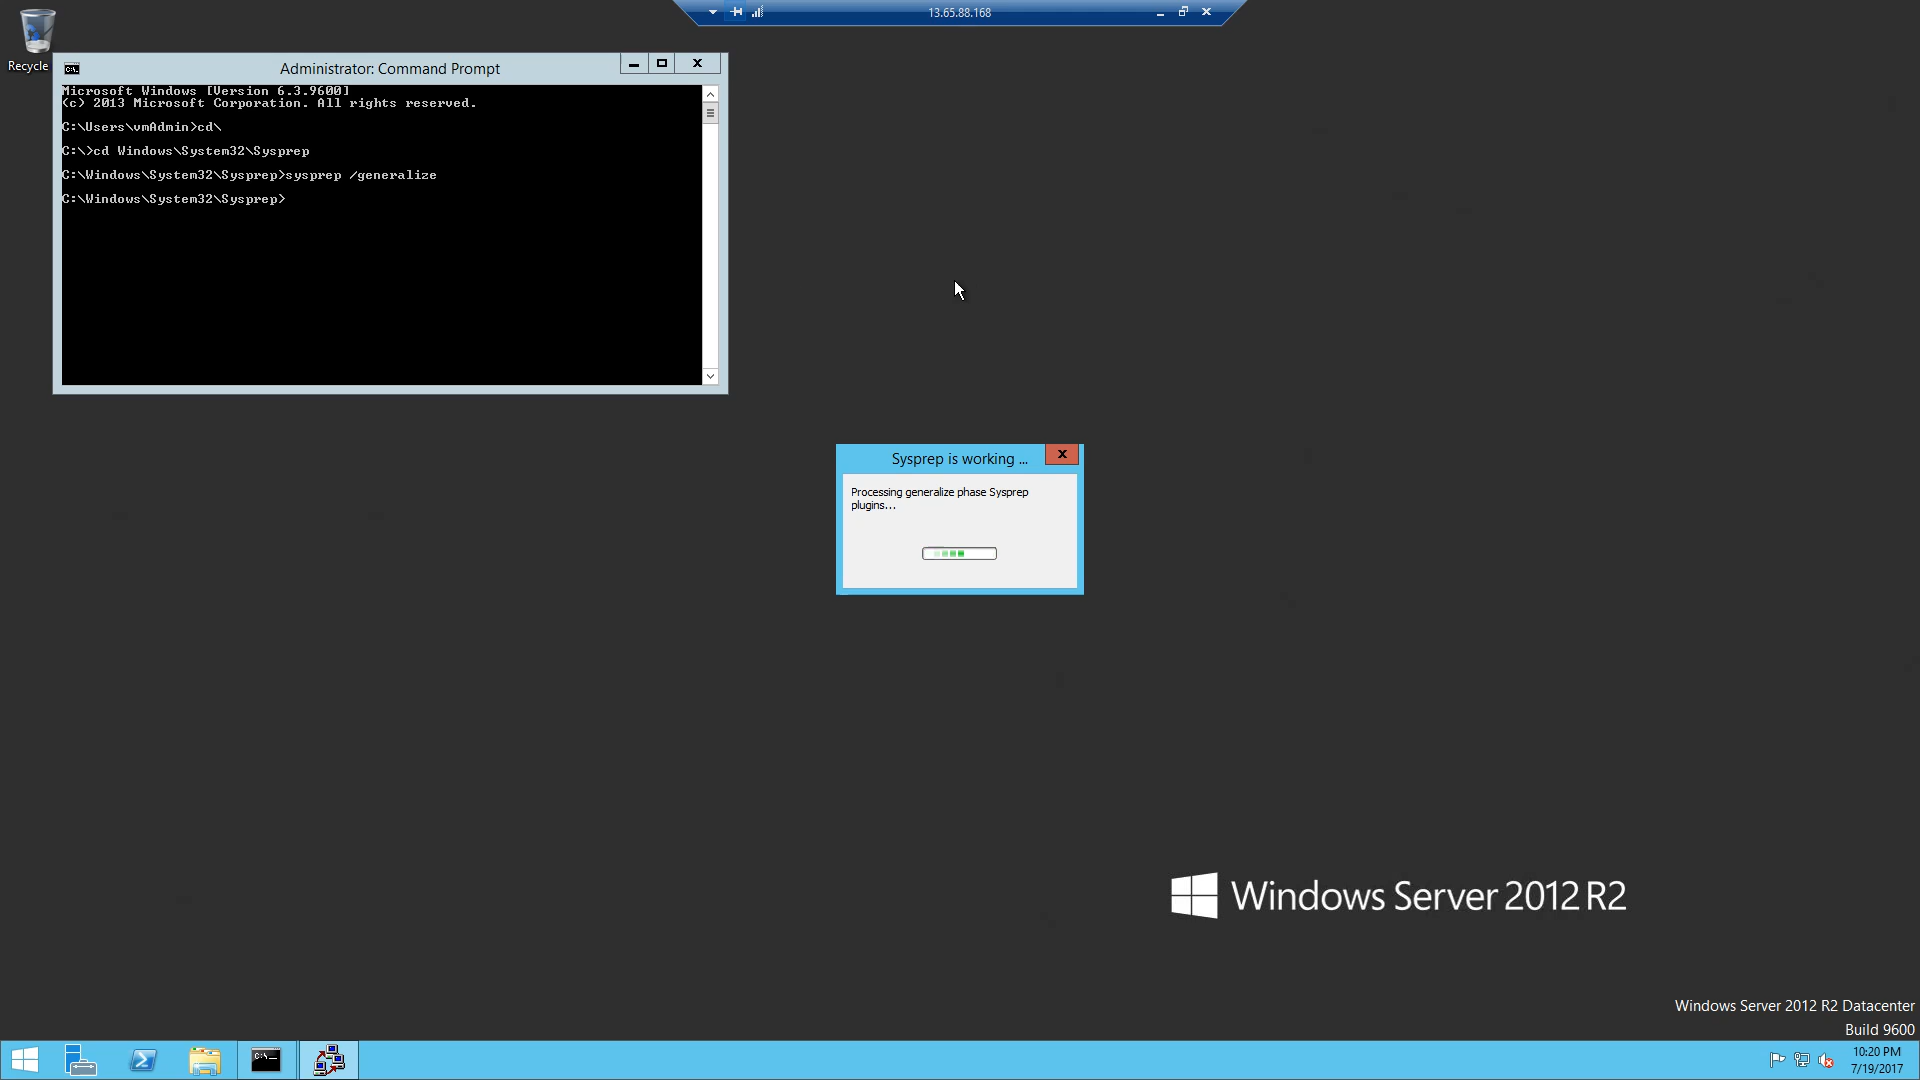 13.65.88.168
Recycle
Administrator: Command Prompt
Microsoft Windows [Version 6.3.9600]
(c) 2013 Microsoft Corporation. All rights reserved.
C:\Users\vmAdmin>cd\
C:\>cd Windows\System32\Sysprep
C:\Windows\System32\Sysprep>sysprep /generalize
C:\Windows\System32\Sysprep>
Sysprep is working ...
Processing generalize phase Sysprep
plugins...
Windows Server 2012 R2
Windows Server 2012 R2 Datacenter
Build 9600
10:20 PM
7/19/2017